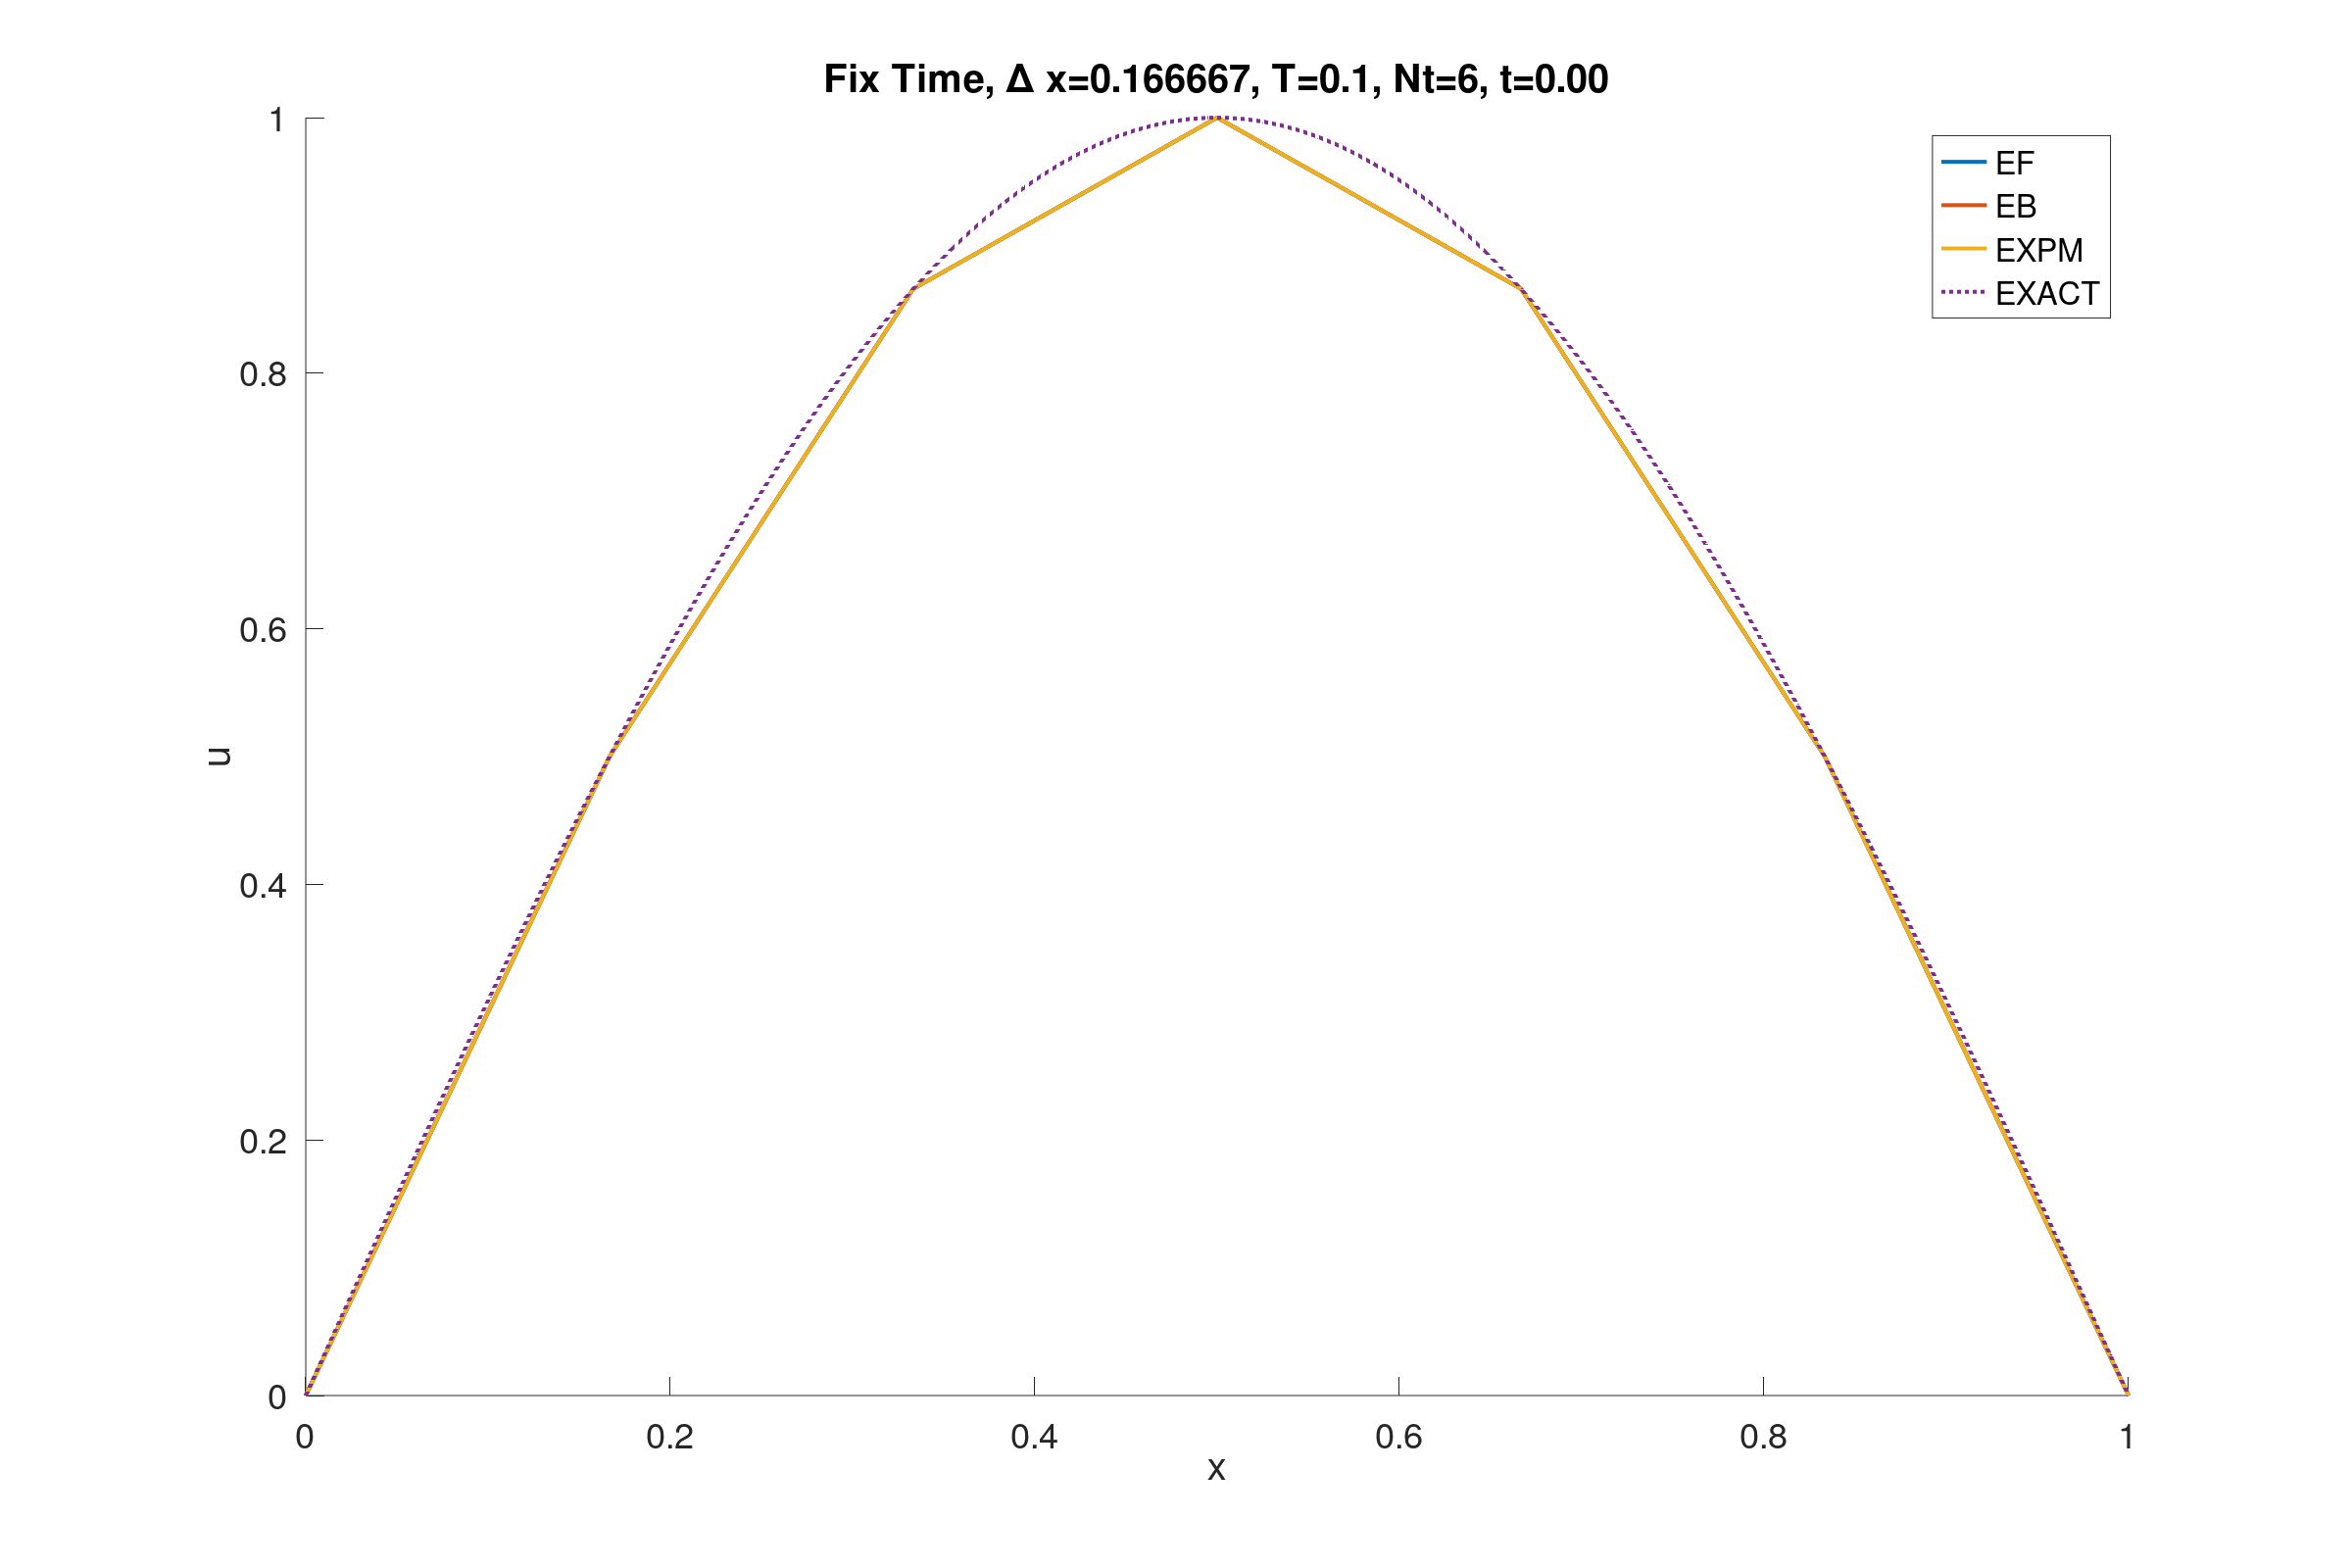 Fix Time, Δ x=0.166667, T=0.1, Nt=6, t=0.00
1
0.8
0.6
0.4
0.2
0
u
EF
EB
EXPM
EXACT
0 0.2 0.4 0.6 0.8 1
x